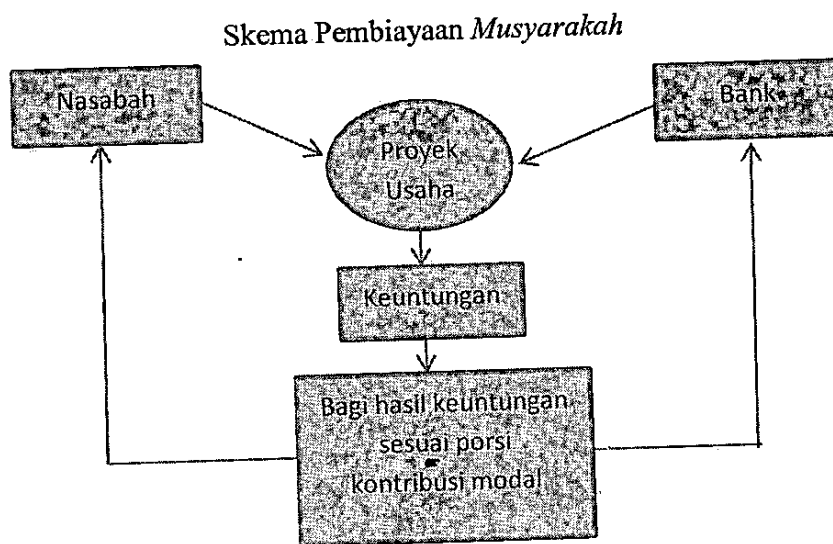 Skema Pembiayaan Musyarakah
Nasabah
Bank
Proyek
Usaha
Keuntungan
Bagi hasil keuntungan
sesuai porsi
kontribusi modal